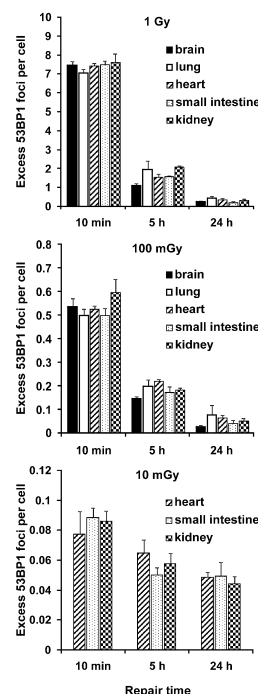 1 Gy
Excess 53BP1 foci per cell
8
7
6
5
4
3
2
1
0
brain
lung
heart
small intestine
kidney
10 min 5 h 24 h
100 mGy
Excess 53BP1 foci per cell
0.8
0.7
0.6
0.5
0.4
0.3
0.2
0.1
0
brain
lung
heart
small intestine
kidney
10 min 5 h 24 h
10 mGy
Excess 53BP1 foci per cell
0.12
0.1
0.08
0.06
0.04
0.02
0
heart
small intestine
kidney
10 min 5 h 24 h
Repair time